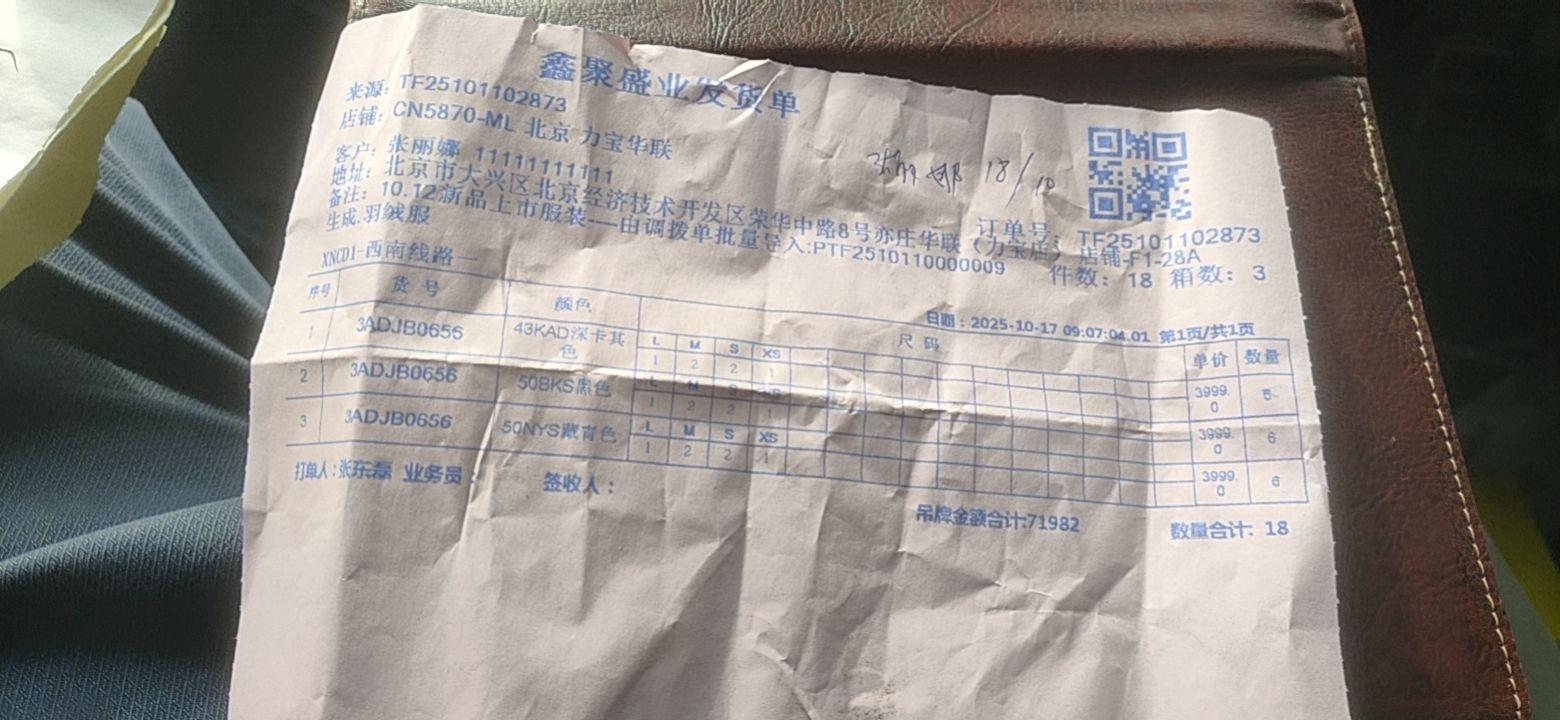 鑫聚盛业发货单
来源: TF25101102873
店铺: CN5870-ML 北京 力宝华联
客户: 张丽娜 11111111111
18/10
地址: 北京市大兴区北京经济技术开发区荣华中路8号亦庄华联（力宝店）店铺-F1-28A
订单号: TF25101102873
备注: 10.12新品上市服装——由调拨单批量导入:PTF2510110000009
件数: 18 箱数: 3
生成.羽绒服
XNCD1-西南线路一
日期：2025-10-17 09:07:04.01 第1页/共1页
序号 货号 颜色 尺码 单价 数量
1 3ADJB0656 43KAD深卡其色 L M S XS 3999.0
1 2 2 1
2 3ADJB0656 50BKS黑色 L M S XS 3999.0 6
1 2 2 1
3 3ADJB0656 50NYS藏青色 L M S XS 3999.0 6
1 2 2 1
打单人: 张东磊 业务员: 签收人：
吊牌金额合计:71982 数量合计: 18